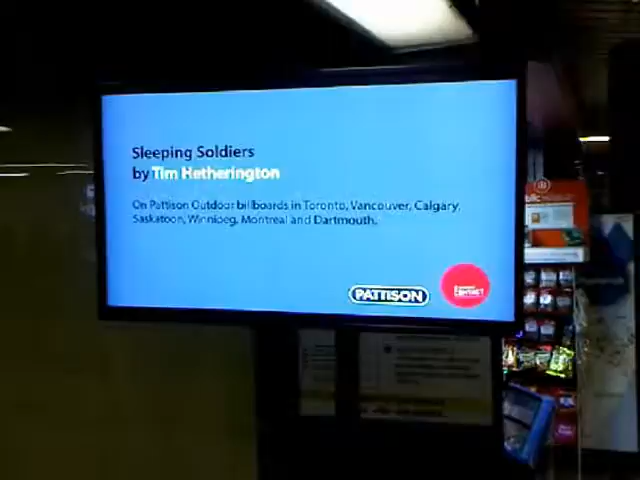 Sleeping Soldiers
by Tim Hetherington
On Pattison Outdoor billboards in Toronto, Vancouver, Calgary,
Saskatoon, Winnipeg, Montreal and Dartmouth.
PATTISON
CONTACT